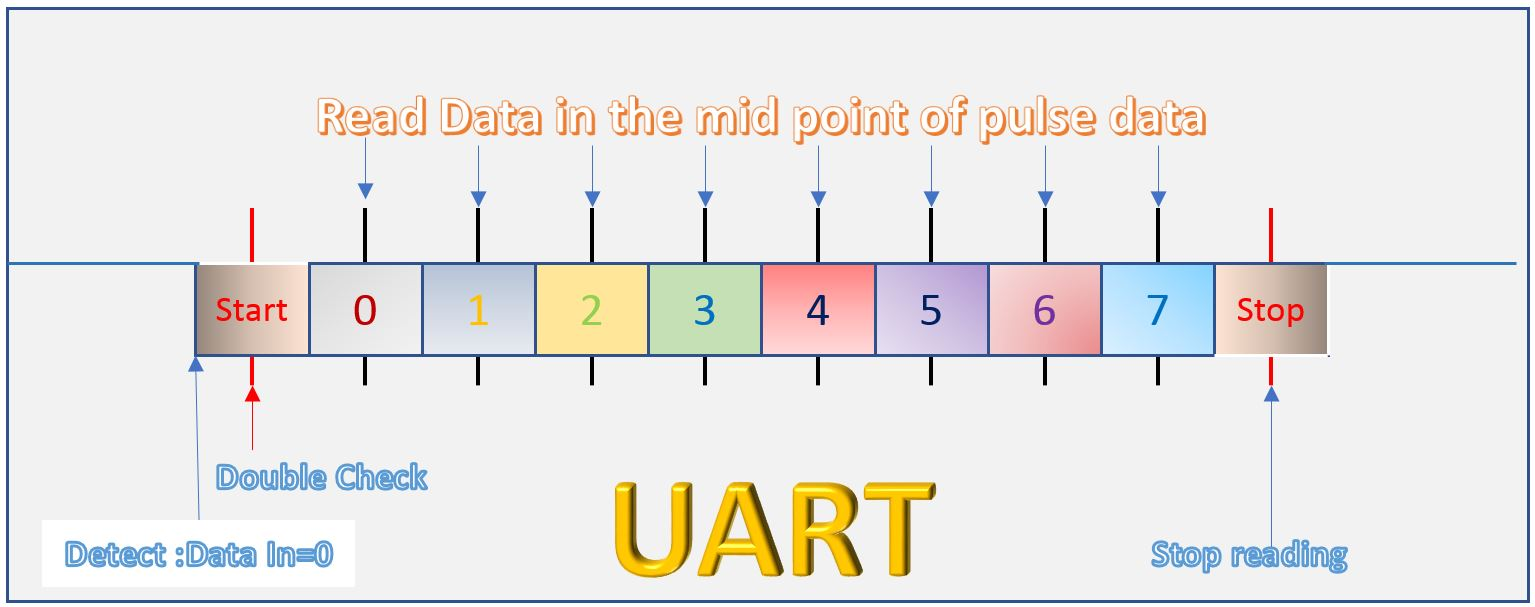 Read Data in the mid point of pulse data
Start 0 1 2 3 4 5 6 7 Stop
Double Check
UART
Detect :Data In=0
Stop reading